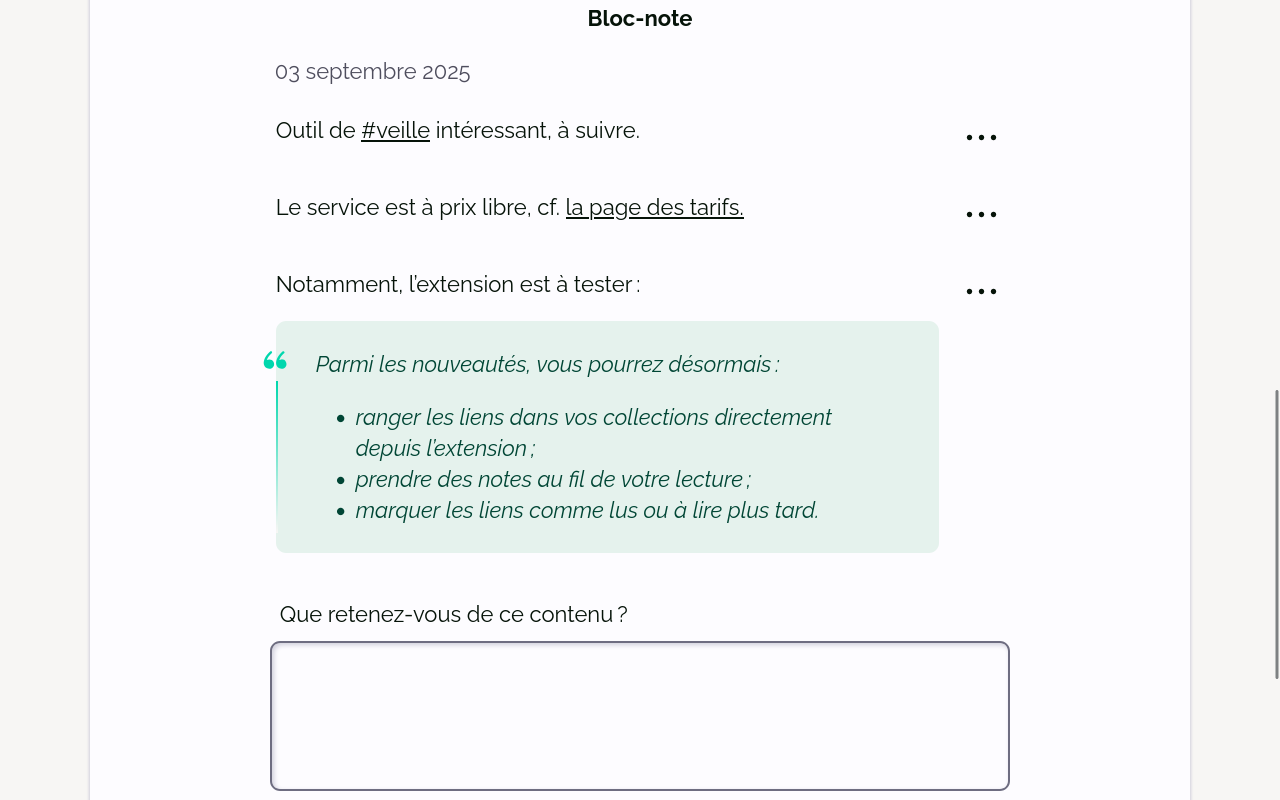 Bloc-note
03 septembre 2025
Outil de #veille intéressant, à suivre.
Le service est à prix libre, cf. la page des tarifs.
Notamment, l’extension est à tester :
Parmi les nouveautés, vous pourrez désormais :
ranger les liens dans vos collections directement
depuis l’extension ;
prendre des notes au fil de votre lecture ;
marquer les liens comme lus ou à lire plus tard.
Que retenez-vous de ce contenu ?